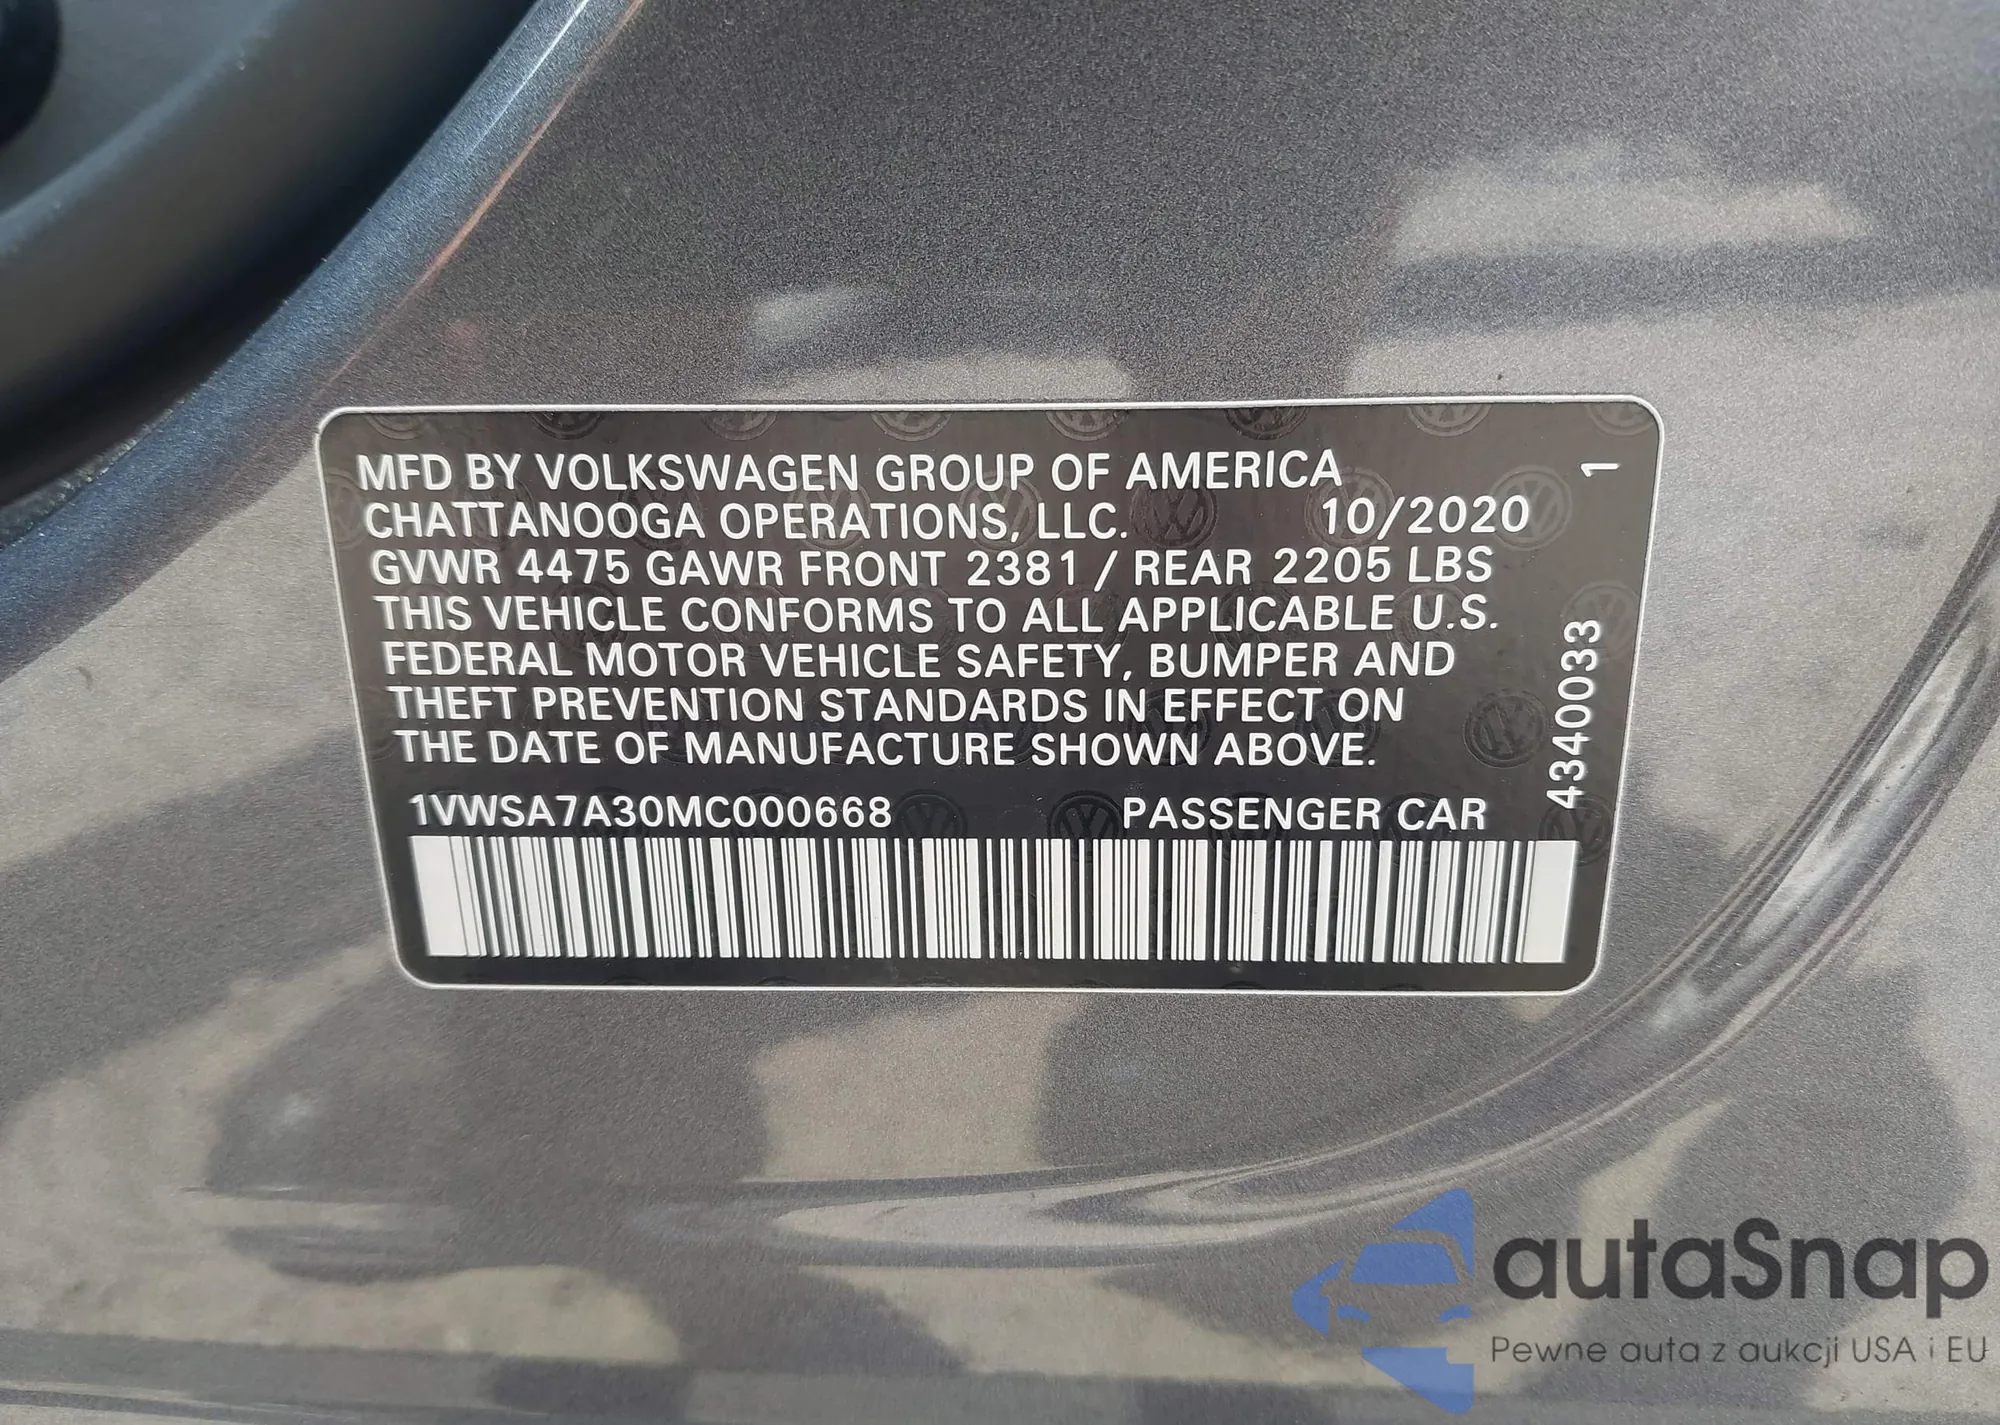 MFD BY VOLKSWAGEN GROUP OF AMERICA
CHATTANOOGA OPERATIONS, LLC. 10/2020
GVWR 4475 GAWR FRONT 2381 / REAR 2205 LBS
THIS VEHICLE CONFORMS TO ALL APPLICABLE U.S.
FEDERAL MOTOR VEHICLE SAFETY, BUMPER AND
THEFT PREVENTION STANDARDS IN EFFECT ON
THE DATE OF MANUFACTURE SHOWN ABOVE.
1VWSA7A30MC000668 PASSENGER CAR
4340033 1
autaSnap
Pewne auta z aukcji USA i EU